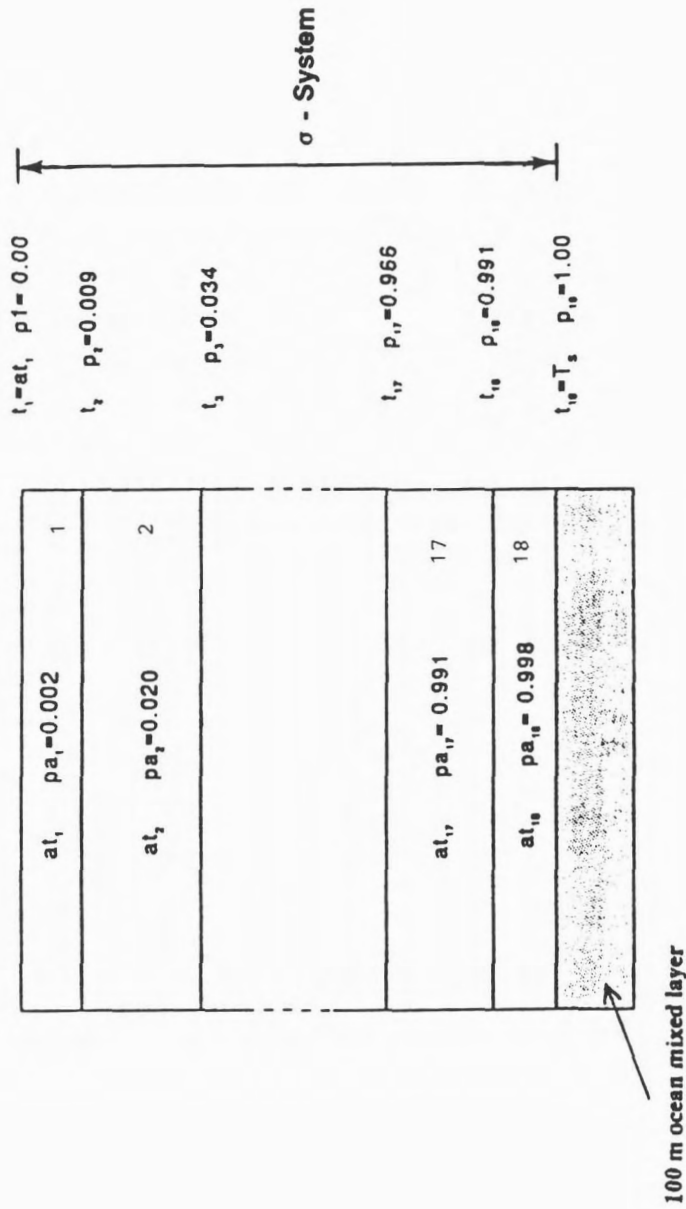 t₁=at₁ p1= 0.00
at₁ pa₁=0.002 1
t₂ p₂=0.009
at₂ pa₂=0.020 2
t₃ p₃=0.034
σ - System
t₁₇ p₁₇=0.966
at₁₇ pa₁₇= 0.991 17
t₁₈ p₁₈=0.991
at₁₈ pa₁₈= 0.998 18
t₁₉=Tₛ p₁₉=1.00
100 m ocean mixed layer